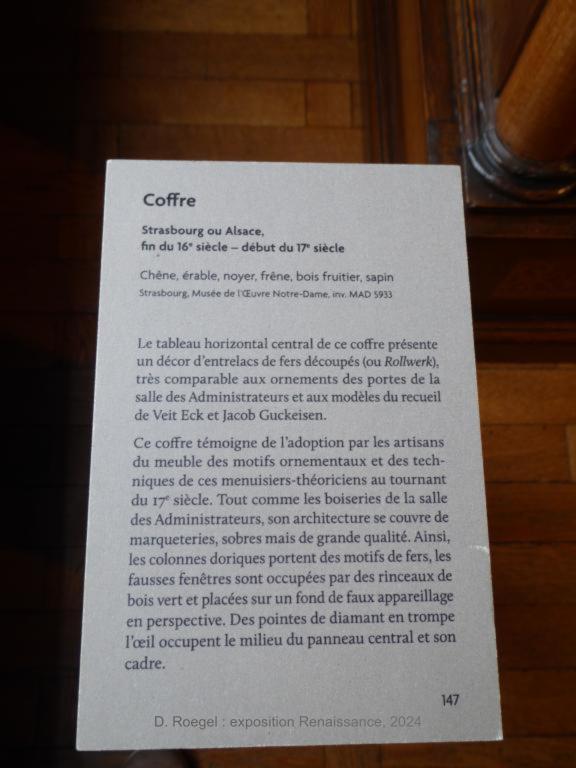 Coffre
Strasbourg ou Alsace,
fin du 16e siècle – début du 17e siècle
Chêne, érable, noyer, frêne, bois fruitier, sapin
Strasbourg, Musée de l'Œuvre Notre-Dame, inv. MAD 5933
Le tableau horizontal central de ce coffre présente
un décor d'entrelacs de fers découpés (ou Rollwerk),
très comparable aux ornements des portes de la
salle des Administrateurs et aux modèles du recueil
de Veit Eck et Jacob Guckeisen.
Ce coffre témoigne de l'adoption par les artisans
du meuble des motifs ornementaux et des tech-
niques de ces menuisiers-théoriciens au tournant
du 17e siècle. Tout comme les boiseries de la salle
des Administrateurs, son architecture se couvre de
marqueteries, sobres mais de grande qualité. Ainsi,
les colonnes doriques portent des motifs de fers, les
fausses fenêtres sont occupées par des rinceaux de
bois vert et placées sur un fond de faux appareillage
en perspective. Des pointes de diamant en trompe
l'œil occupent le milieu du panneau central et son
cadre.
147
D. Roegel : exposition Renaissance, 2024